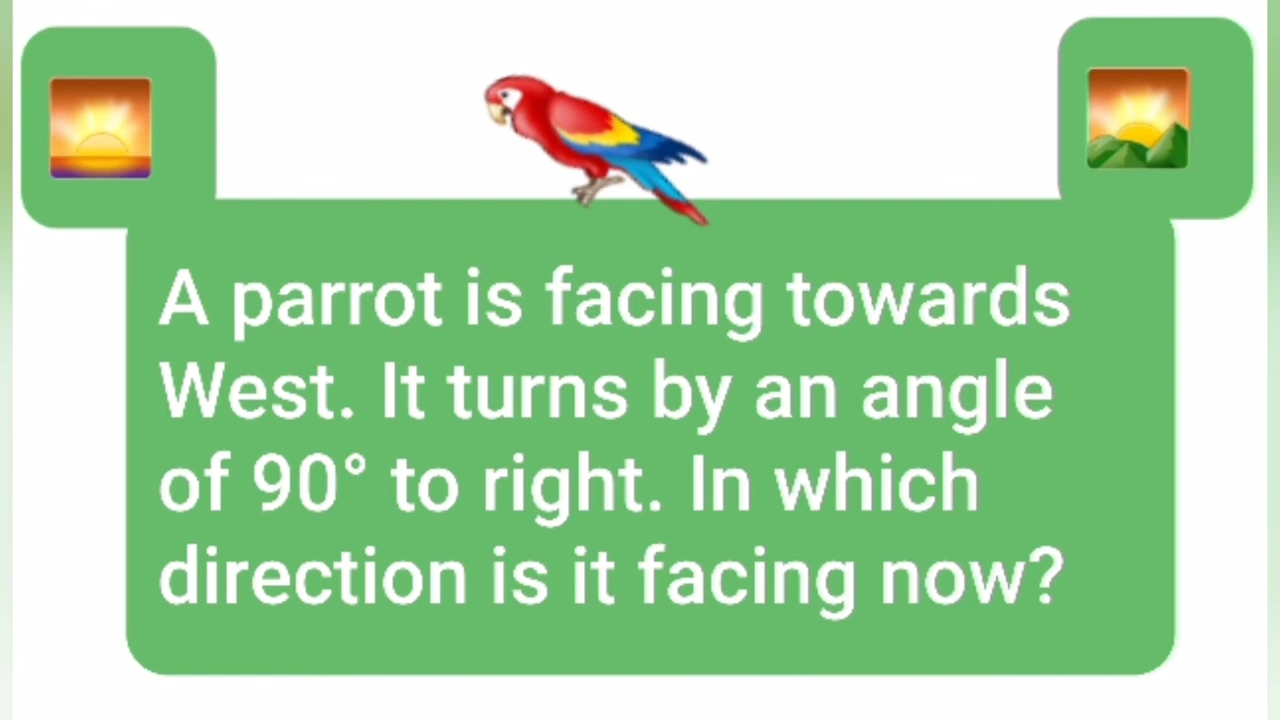 A parrot is facing towards
West. It turns by an angle
of 90° to right. In which
direction is it facing now?